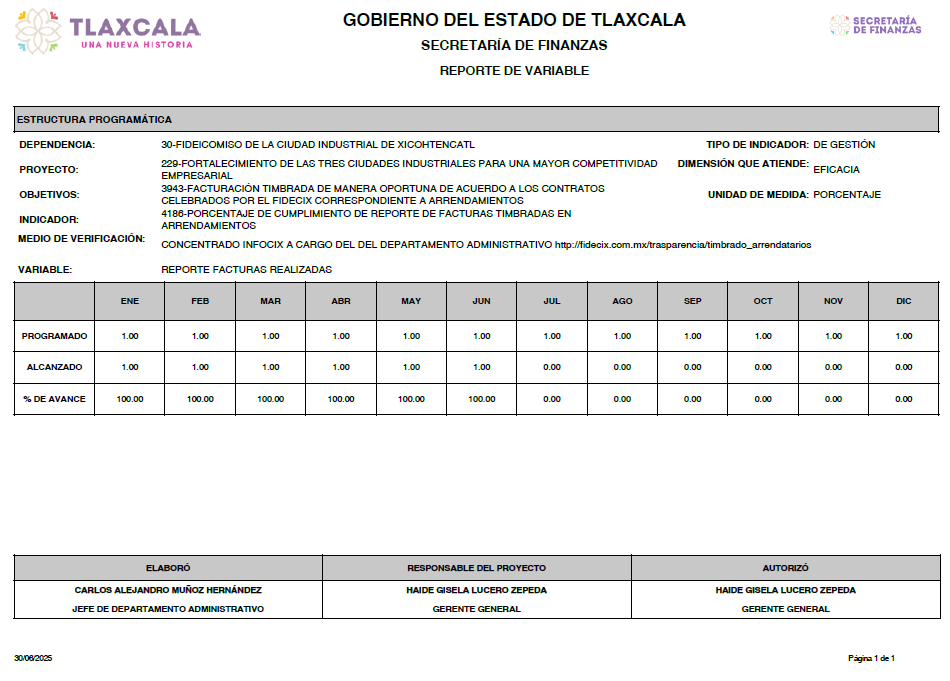 TLAXCALA
UNA NUEVA HISTORIA
GOBIERNO DEL ESTADO DE TLAXCALA
SECRETARÍA DE FINANZAS
REPORTE DE VARIABLE
SECRETARÍA
DE FINANZAS
ESTRUCTURA PROGRAMÁTICA
DEPENDENCIA: 30-FIDEICOMISO DE LA CIUDAD INDUSTRIAL DE XICOHTENCATL TIPO DE INDICADOR: DE GESTIÓN
PROYECTO: 229-FORTALECIMIENTO DE LAS TRES CIUDADES INDUSTRIALES PARA UNA MAYOR COMPETITIVIDAD
EMPRESARIAL
DIMENSIÓN QUE ATIENDE: EFICACIA
OBJETIVOS: 3943-FACTURACIÓN TIMBRADA DE MANERA OPORTUNA DE ACUERDO A LOS CONTRATOS
CELEBRADOS POR EL FIDECIX CORRESPONDIENTE A ARRENDAMIENTOS
UNIDAD DE MEDIDA: PORCENTAJE
INDICADOR: 4186-PORCENTAJE DE CUMPLIMIENTO DE REPORTE DE FACTURAS TIMBRADAS EN
ARRENDAMIENTOS
MEDIO DE VERIFICACIÓN: CONCENTRADO INFOCIX A CARGO DEL DEL DEPARTAMENTO ADMINISTRATIVO http://fidecix.com.mx/trasparencia/timbrado_arrendatarios
VARIABLE: REPORTE FACTURAS REALIZADAS
ENE FEB MAR ABR MAY JUN JUL AGO SEP OCT NOV DIC
PROGRAMADO 1.00 1.00 1.00 1.00 1.00 1.00 1.00 1.00 1.00 1.00 1.00 1.00
ALCANZADO 1.00 1.00 1.00 1.00 1.00 1.00 0.00 0.00 0.00 0.00 0.00 0.00
% DE AVANCE 100.00 100.00 100.00 100.00 100.00 100.00 0.00 0.00 0.00 0.00 0.00 0.00
ELABORÓ RESPONSABLE DEL PROYECTO AUTORIZÓ
CARLOS ALEJANDRO MUÑOZ HERNÁNDEZ HAIDE GISELA LUCERO ZEPEDA HAIDE GISELA LUCERO ZEPEDA
JEFE DE DEPARTAMENTO ADMINISTRATIVO GERENTE GENERAL GERENTE GENERAL
30/06/2025 Página 1 de 1